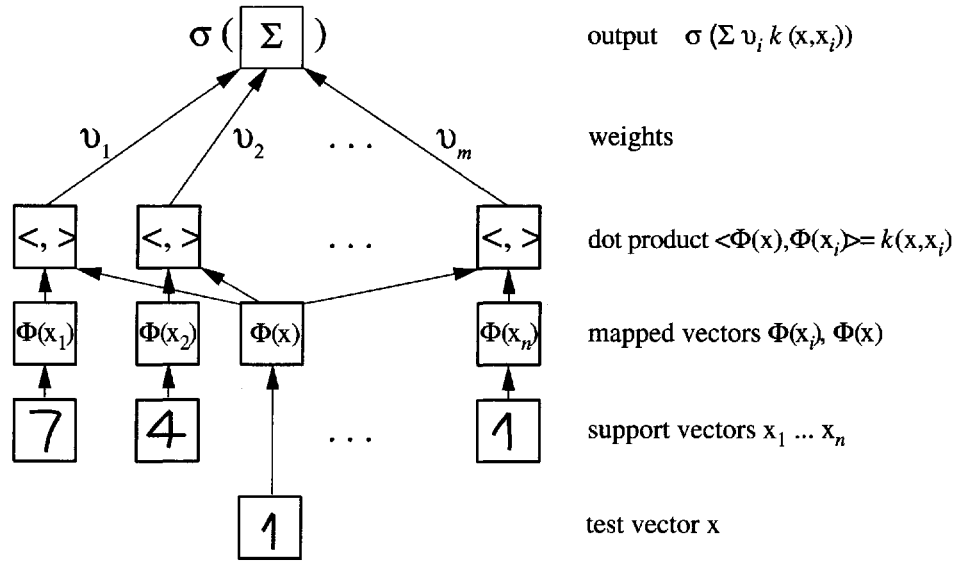 σ ( Σ ) output σ (Σ υ_i k (x,x_i))
υ_1 υ_2 . . . υ_m weights
<, > <, > . . . <, > dot product <Φ(x),Φ(x_i)>= k(x,x_i)
Φ(x_1) Φ(x_2) Φ(x) Φ(x_n) mapped vectors Φ(x_i), Φ(x)
7 4 . . . 1 support vectors x_1 ... x_n
1 test vector x